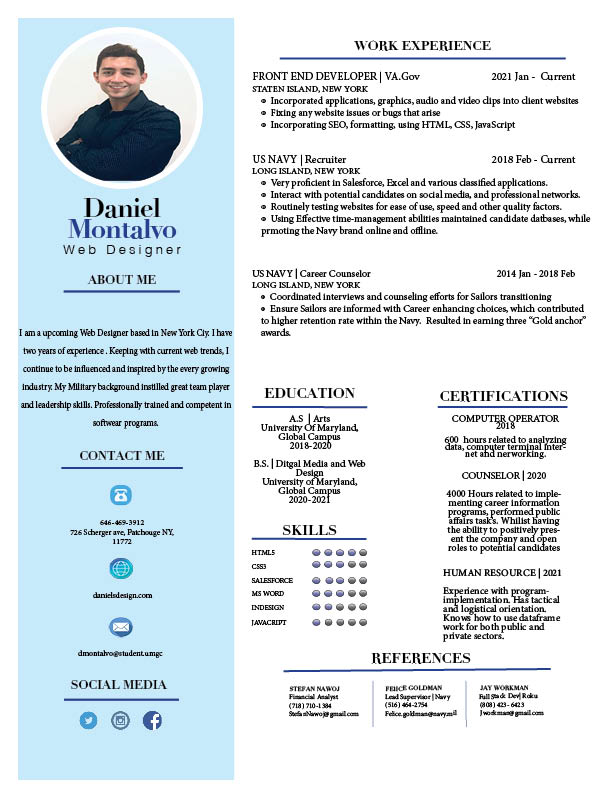 Daniel
Montalvo
Web Designer
ABOUT ME
I am a upcoming Web Designer based in New York Ciy. I have
two years of experience . Keeping with current web trends, I
continue to be influenced and inspired by the every growing
industry. My Military background instilled great team player
and leadership skills. Professionally trained and competent in
softwear programs.
CONTACT ME
646-469-3912
726 Scherger ave, Patchouge NY,
11772
danielsdesign.com
dmontalvo@student.umgc
SOCIAL MEDIA
WORK EXPERIENCE
FRONT END DEVELOPER | VA.Gov 2021 Jan - Current
STATEN ISLAND, NEW YORK
• Incorporated applications, graphics, audio and video clips into client websites
• Fixing any website issues or bugs that arise
• Incorporating SEO, formatting, using HTML, CSS, JavaScript
US NAVY | Recruiter 2018 Feb - Current
LONG ISLAND, NEW YORK
• Very proficient in Salesforce, Excel and various classified applications.
• Interact with potential candidates on social media, and professional networks.
• Routinely testing websites for ease of use, speed and other quality factors.
• Using Effective time-management abilities maintained candidate datbases, while
prmoting the Navy brand online and offline.
US NAVY | Career Counselor 2014 Jan - 2018 Feb
LONG ISLAND, NEW YORK
• Coordinated interviews and counseling efforts for Sailors transitioning
• Ensure Sailors are informed with Career enhancing choices, which contributed
to higher retention rate within the Navy. Resulted in earning three “Gold anchor”
awards.
EDUCATION
A.S | Arts
University Of Maryland,
Global Campus
2018-2020
B.S. | Ditgal Media and Web
Design
University of Maryland,
Global Campus
2020-2021
SKILLS
HTML5
CSS3
SALESFORCE
MS WORD
INDESIGN
JAVACRIPT
CERTIFICATIONS
COMPUTER OPERATOR
2018
600 hours related to analyzing
data, computer terminal Inter-
net and nerworking.
COUNSELOR | 2020
4000 Hours related to imple-
menting career information
programs, performed public
affairs task's. Whilist having
the ability to positively pres-
ent the company and open
roles to potential candidates
HUMAN RESOURCE | 2021
Experience with program-
implementation. Has tactical
and logistical orientation.
Knows how to use dataframe
work for both public and
private sectors.
REFERENCES
STEFAN NAWOJ
Financial Analyst
(718) 710-1384
StefanNawoj@gmail.com
FELICE GOLDMAN
Lead Supervisor | Navy
(516) 464-2754
Felice.goldman@navy.mil
JAY WORKMAN
Full Stack Dev| Roku
(808) 423- 6423
Jworkman@gmail.com